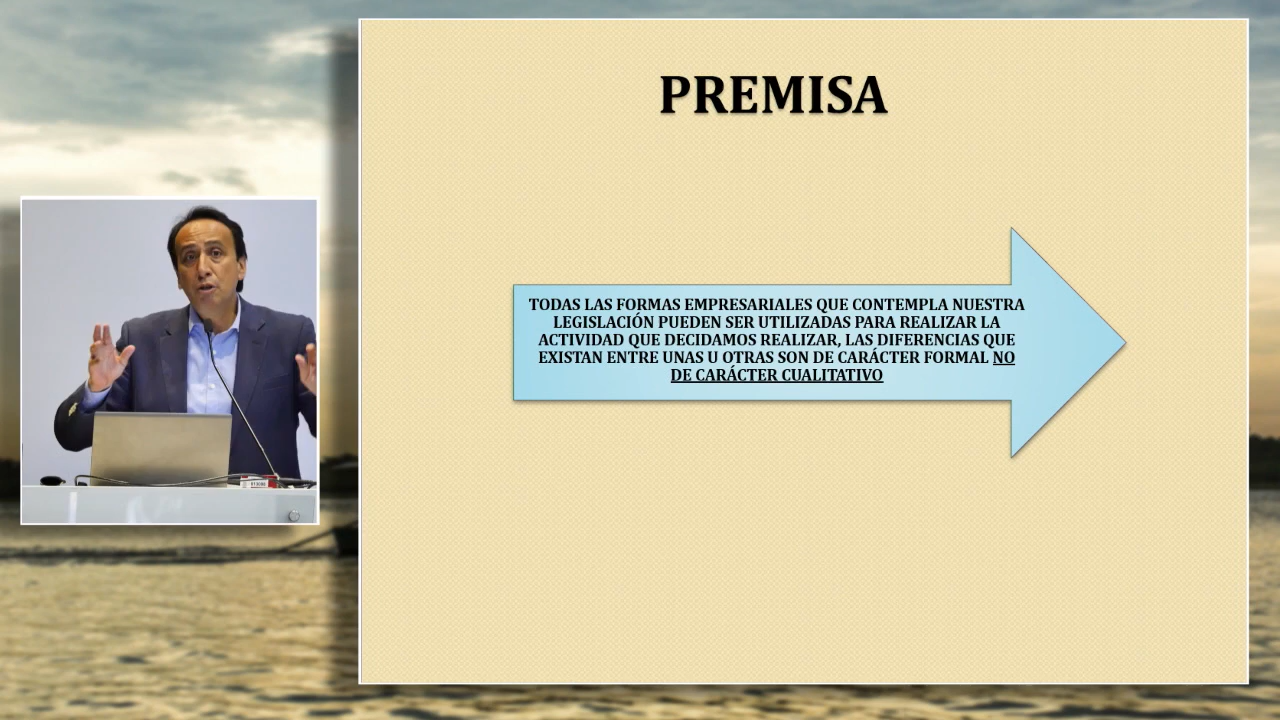 PREMISA
TODAS LAS FORMAS EMPRESARIALES QUE CONTEMPLA NUESTRA
LEGISLACIÓN PUEDEN SER UTILIZADAS PARA REALIZAR LA
ACTIVIDAD QUE DECIDAMOS REALIZAR, LAS DIFERENCIAS QUE
EXISTAN ENTRE UNAS U OTRAS SON DE CARÁCTER FORMAL NO
DE CARÁCTER CUALITATIVO